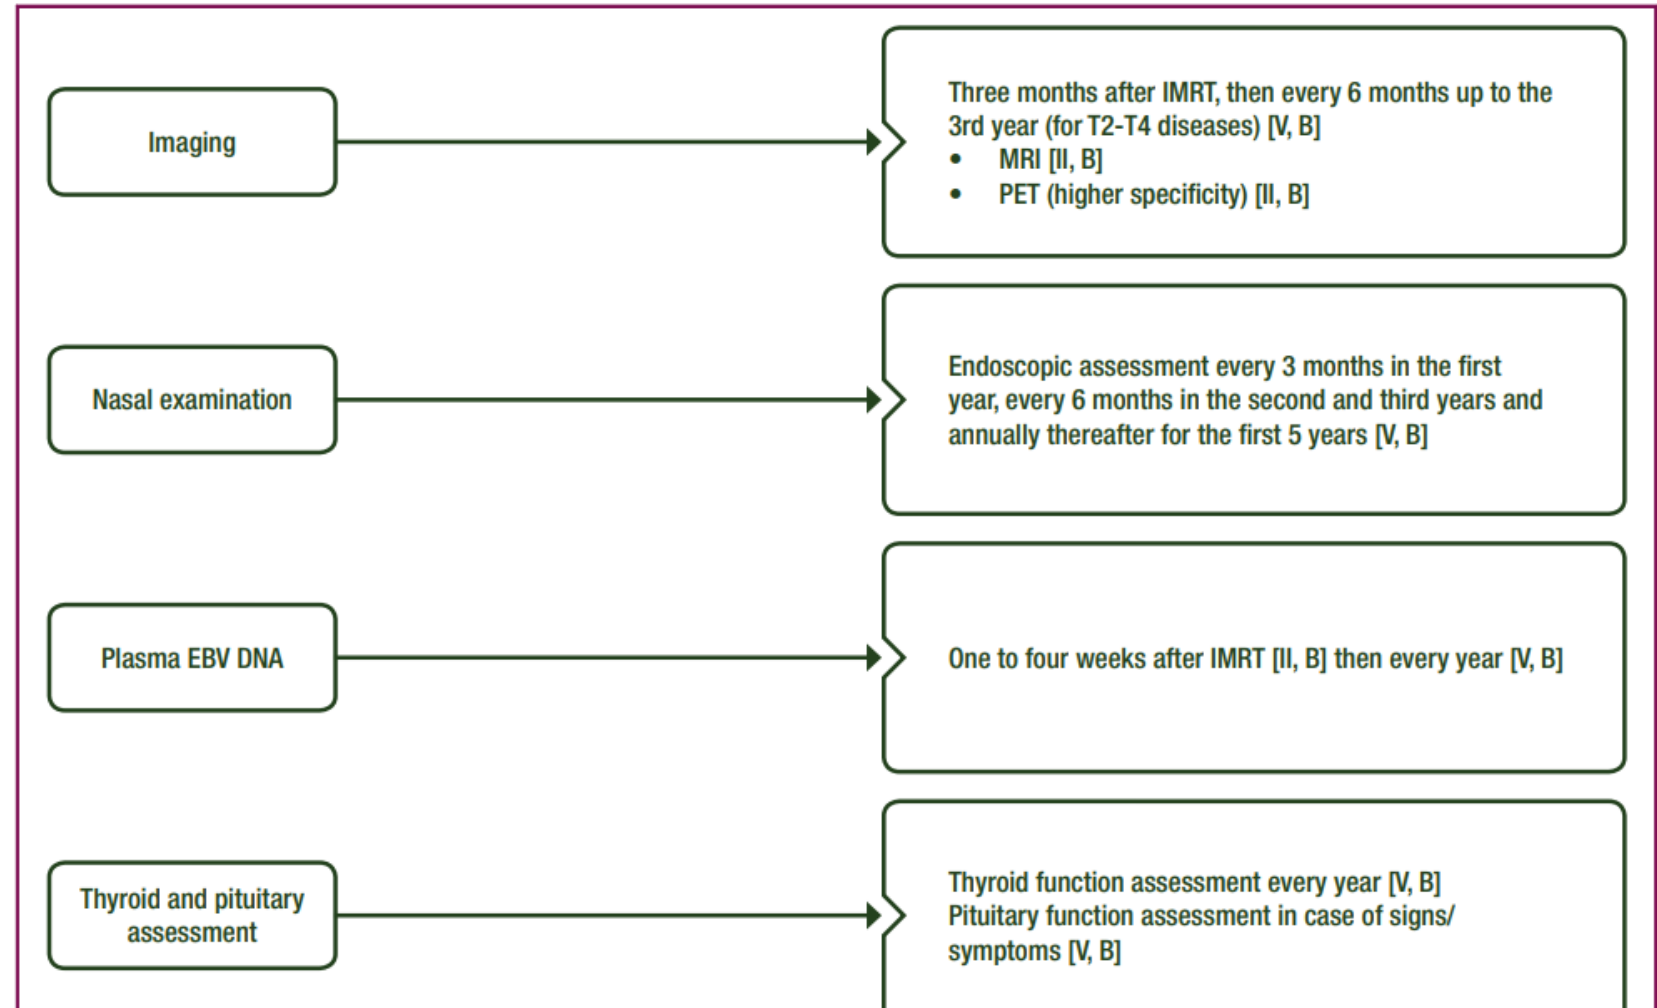 Imaging
Three months after IMRT, then every 6 months up to the
3rd year (for T2-T4 diseases) [V, B]
• MRI [II, B]
• PET (higher specificity) [II, B]
Nasal examination
Endoscopic assessment every 3 months in the first
year, every 6 months in the second and third years and
annually thereafter for the first 5 years [V, B]
Plasma EBV DNA
One to four weeks after IMRT [II, B] then every year [V, B]
Thyroid and pituitary
assessment
Thyroid function assessment every year [V, B]
Pituitary function assessment in case of signs/
symptoms [V, B]